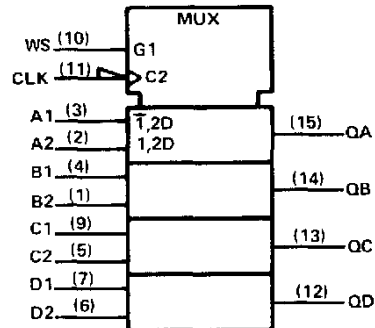 MUX
WS (10) G1
CLK (11) C2
A1 (3) 1̅,2D (15) QA
A2 (2) 1,2D
B1 (4) (14) QB
B2 (1)
C1 (9) (13) QC
C2 (5)
D1 (7) (12) QD
D2 (6)